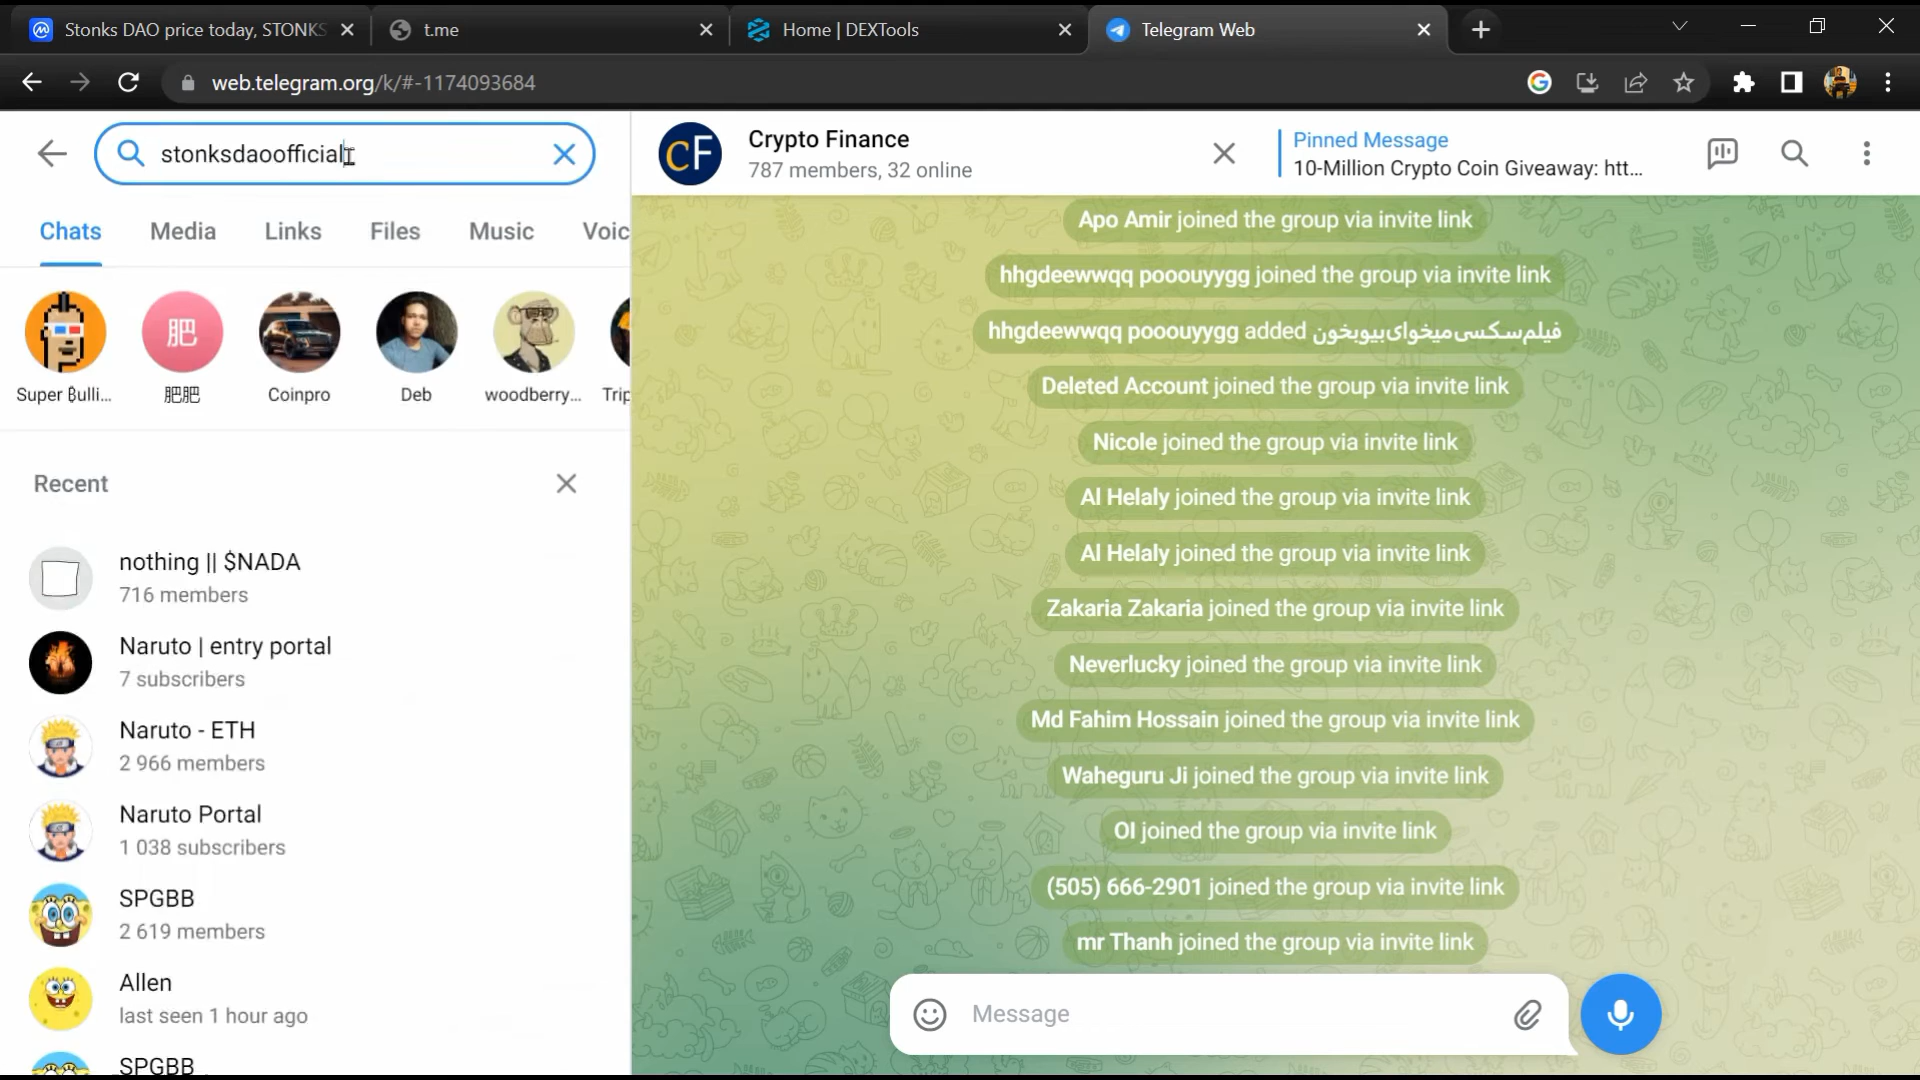 Stonks DAO price today, STONKS
t.me
Home | DEXTools
Telegram Web
web.telegram.org/k/#-1174093684
stonksdaoofficial
Chats
Media
Links
Files
Music
Voic
Super ₿ulli...
肥
肥肥
Coinpro
Deb
woodberry...
Trip
Recent
nothing || $NADA
716 members
Naruto | entry portal
7 subscribers
Naruto - ETH
2 966 members
Naruto Portal
1 038 subscribers
SPGBB
2 619 members
Allen
last seen 1 hour ago
SPGBB
CF
Crypto Finance
787 members, 32 online
Pinned Message
10-Million Crypto Coin Giveaway: htt...
Apo Amir joined the group via invite link
hhgdeewwqq pooouyygg joined the group via invite link
hhgdeewwqq pooouyygg added فیلم‌سکسی‌میخوای‌بیوبخون
Deleted Account joined the group via invite link
Nicole joined the group via invite link
Al Helaly joined the group via invite link
Al Helaly joined the group via invite link
Zakaria Zakaria joined the group via invite link
Neverlucky joined the group via invite link
Md Fahim Hossain joined the group via invite link
Waheguru Ji joined the group via invite link
Ol joined the group via invite link
(505) 666-2901 joined the group via invite link
mr Thanh joined the group via invite link
Message